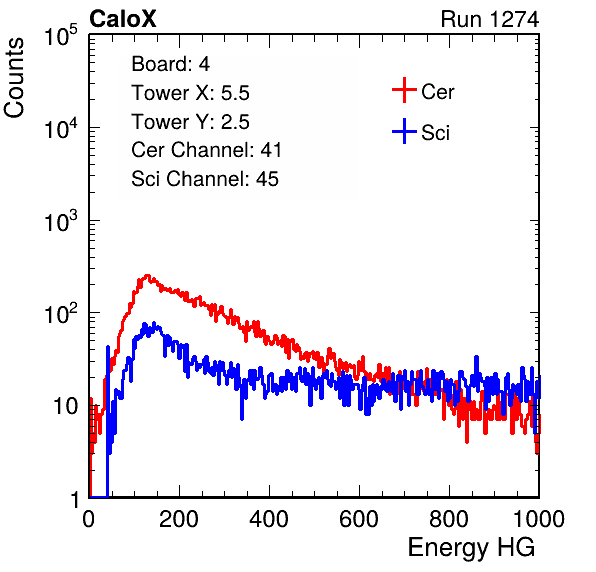 CaloX Run 1274
Counts
Board: 4
Tower X: 5.5
Tower Y: 2.5
Cer Channel: 41
Sci Channel: 45
Cer
Sci
10^5
10^4
10^3
10^2
10
1
0 200 400 600 800 1000
Energy HG